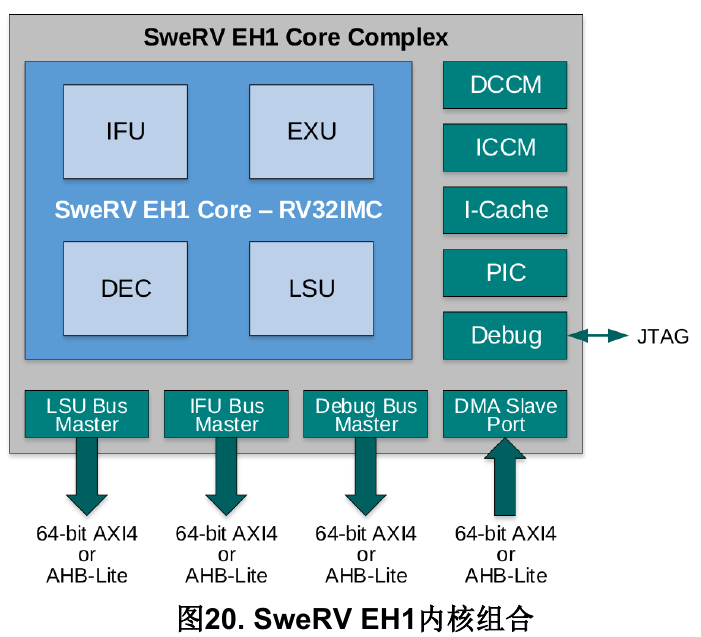 SweRV EH1 Core Complex
IFU
EXU
SweRV EH1 Core – RV32IMC
DEC
LSU
DCCM
ICCM
I-Cache
PIC
Debug
JTAG
LSU Bus
Master
IFU Bus
Master
Debug Bus
Master
DMA Slave
Port
64-bit AXI4
or
AHB-Lite
64-bit AXI4
or
AHB-Lite
64-bit AXI4
or
AHB-Lite
64-bit AXI4
or
AHB-Lite
图20. SweRV EH1内核组合